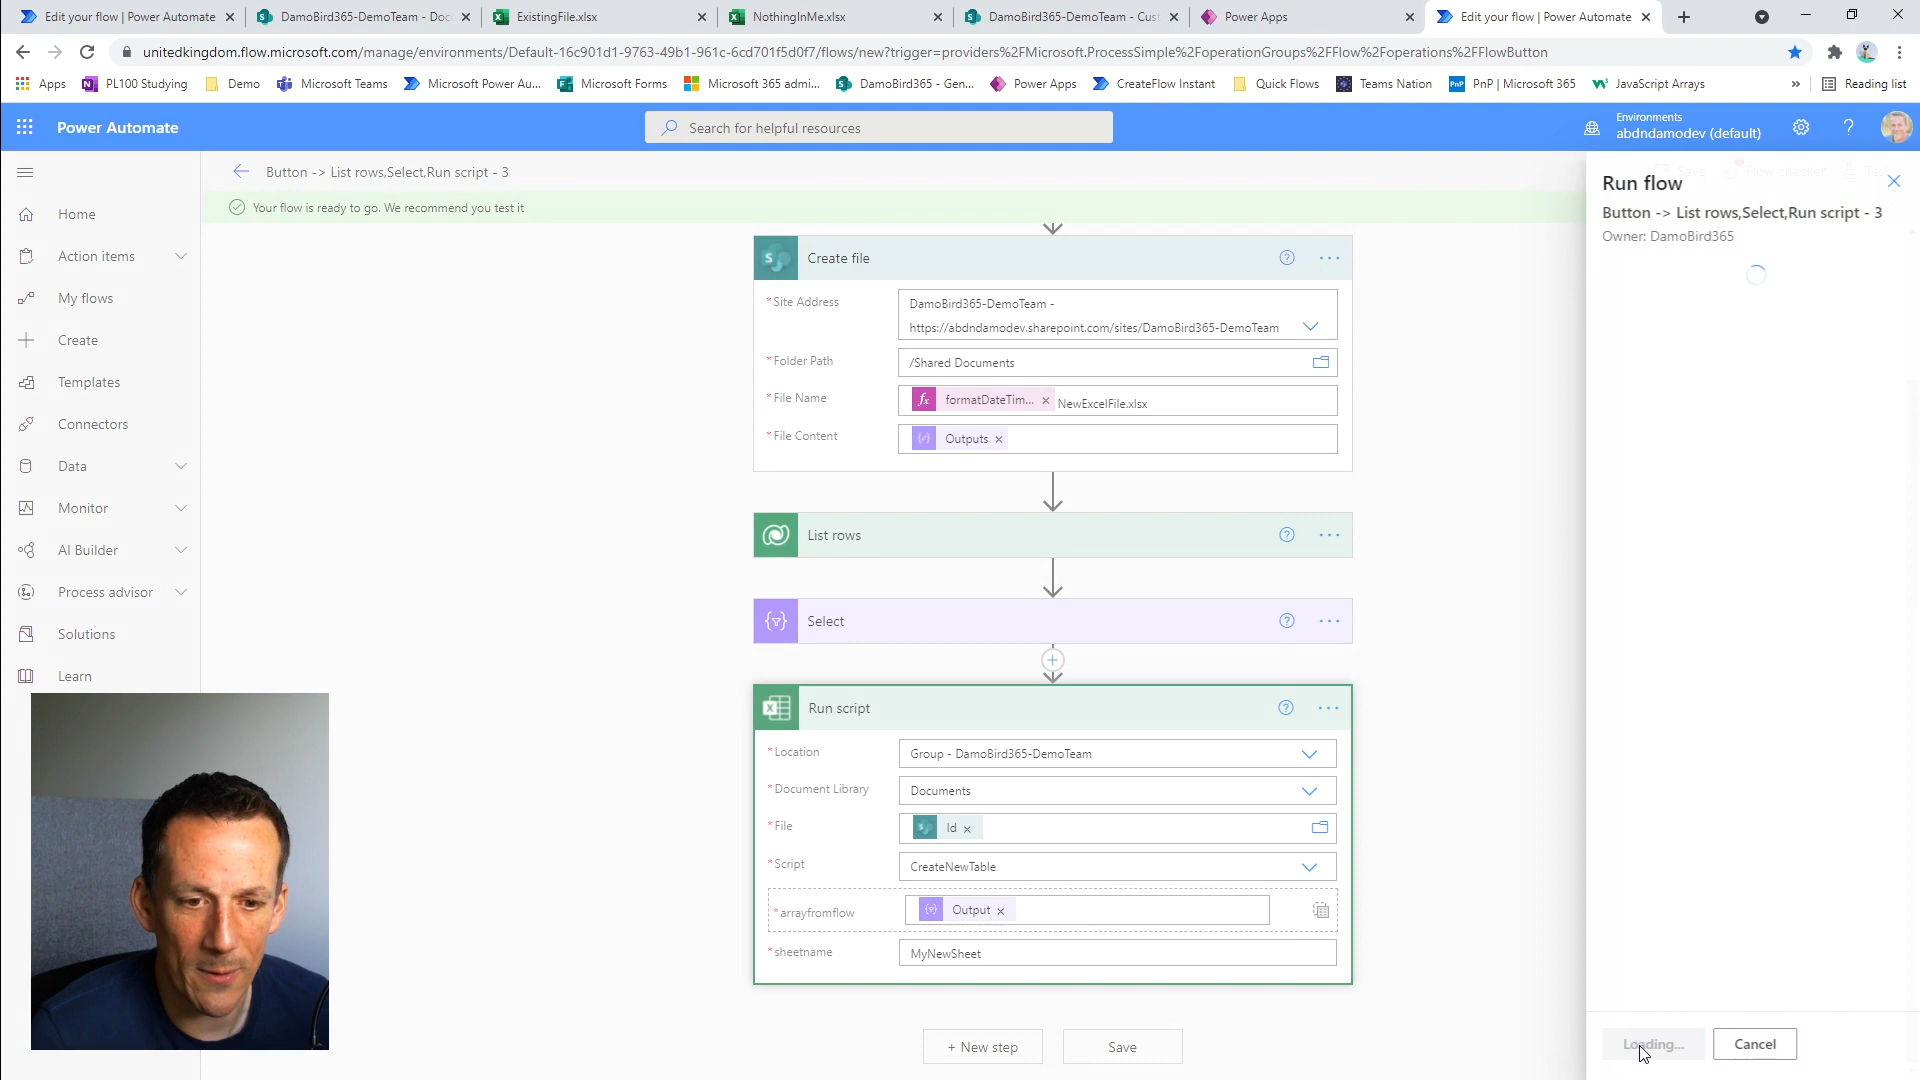 Edit your flow | Power Automate
DamoBird365-DemoTeam - Doc
ExistingFile.xlsx
NothingInMe.xlsx
DamoBird365-DemoTeam - Cust
Power Apps
Edit your flow | Power Automate
unitedkingdom.flow.microsoft.com/manage/environments/Default-16c901d1-9763-49b1-961c-6cd701f5d0f7/flows/new?trigger=providers%2FMicrosoft.ProcessSimple%2FoperationGroups%2FFlow%2Foperations%2FFlowButton
Apps
PL100 Studying
Demo
Microsoft Teams
Microsoft Power Au...
Microsoft Forms
Microsoft 365 admi...
DamoBird365 - Gen...
Power Apps
CreateFlow Instant
Quick Flows
Teams Nation
PnP | Microsoft 365
JavaScript Arrays
»
Reading list
Power Automate
Search for helpful resources
Environments
abdndamodev (default)
Button -> List rows,Select,Run script - 3
Save
Flow checker
Your flow is ready to go. We recommend you test it
Home
Action items
My flows
Create
Templates
Connectors
Data
Monitor
AI Builder
Process advisor
Solutions
Learn
Create file
*Site Address
DamoBird365-DemoTeam -
https://abdndamodev.sharepoint.com/sites/DamoBird365-DemoTeam
*Folder Path
/Shared Documents
*File Name
fx formatDateTim... × NewExcelFile.xlsx
*File Content
Outputs ×
List rows
Select
Run script
*Location
Group - DamoBird365-DemoTeam
*Document Library
Documents
*File
Id ×
*Script
CreateNewTable
*arrayfromflow
Output ×
*sheetname
MyNewSheet
+ New step
Save
Run flow
Button -> List rows,Select,Run script - 3
Owner: DamoBird365
Loading...
Cancel